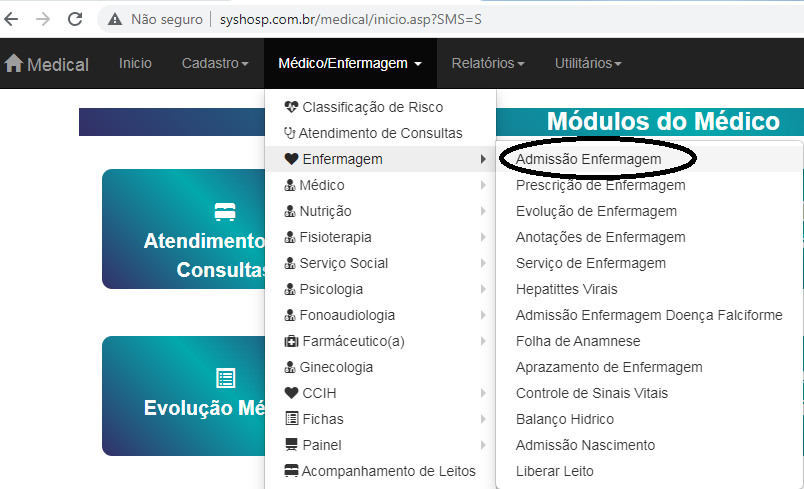 Não seguro syshosp.com.br/medical/inicio.asp?SMS=S
Medical Inicio Cadastro Médico/Enfermagem Relatórios Utilitários
Módulos do Médico
Atendimento
Consultas
Evolução Mé
Classificação de Risco
Atendimento de Consultas
Enfermagem
Médico
Nutrição
Fisioterapia
Serviço Social
Psicologia
Fonoaudiologia
Farmáceutico(a)
Ginecologia
CCIH
Fichas
Painel
Acompanhamento de Leitos
Admissão Enfermagem
Prescrição de Enfermagem
Evolução de Enfermagem
Anotações de Enfermagem
Serviço de Enfermagem
Hepatittes Virais
Admissão Enfermagem Doença Falciforme
Folha de Anamnese
Aprazamento de Enfermagem
Controle de Sinais Vitais
Balanço Hidrico
Admissão Nascimento
Liberar Leito